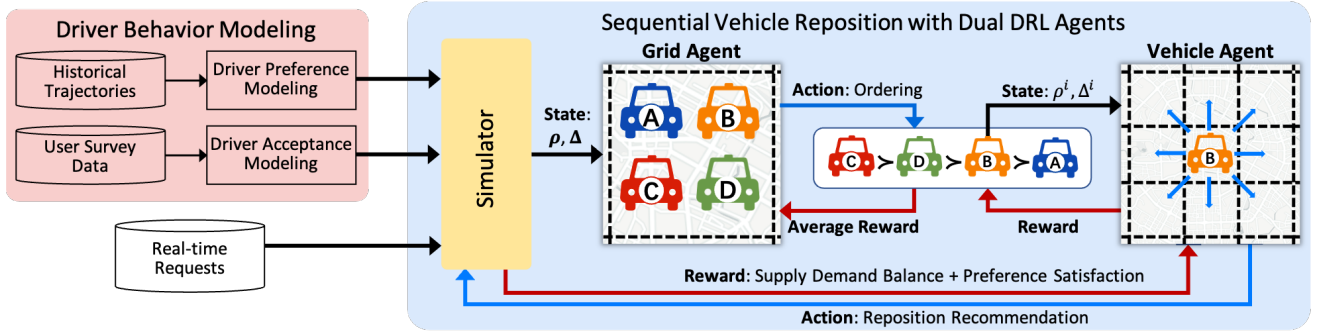 Driver Behavior Modeling
Historical
Trajectories
Driver Preference
Modeling
User Survey
Data
Driver Acceptance
Modeling
Real-time
Requests
Simulator
Sequential Vehicle Reposition with Dual DRL Agents
Grid Agent
Vehicle Agent
State:
ρ, Δ
A
B
C
D
Action: Ordering
State: ρⁱ, Δⁱ
C ≻ D ≻ B ≻ A
B
Average Reward
Reward
Reward: Supply Demand Balance + Preference Satisfaction
Action: Reposition Recommendation